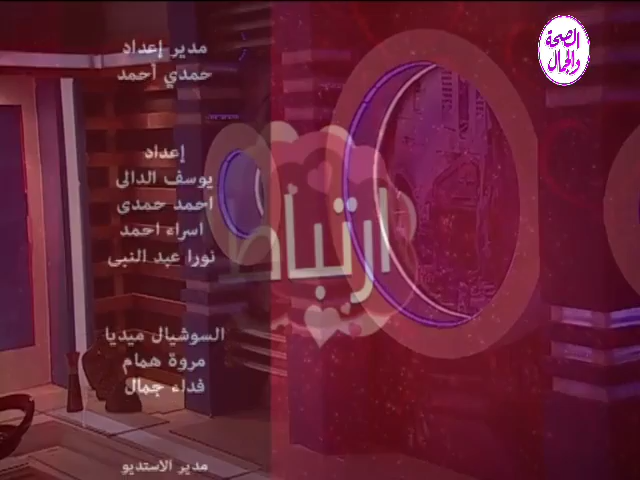 الصحة
والجمال
مدير إعداد
حمدي أحمد
إعداد
يوسف الدالى
احمد حمدى
اسراء احمد
نورا عبد النبى
ارتباط
السوشيال ميديا
مروة همام
فداء جمال
مدير الاستديو